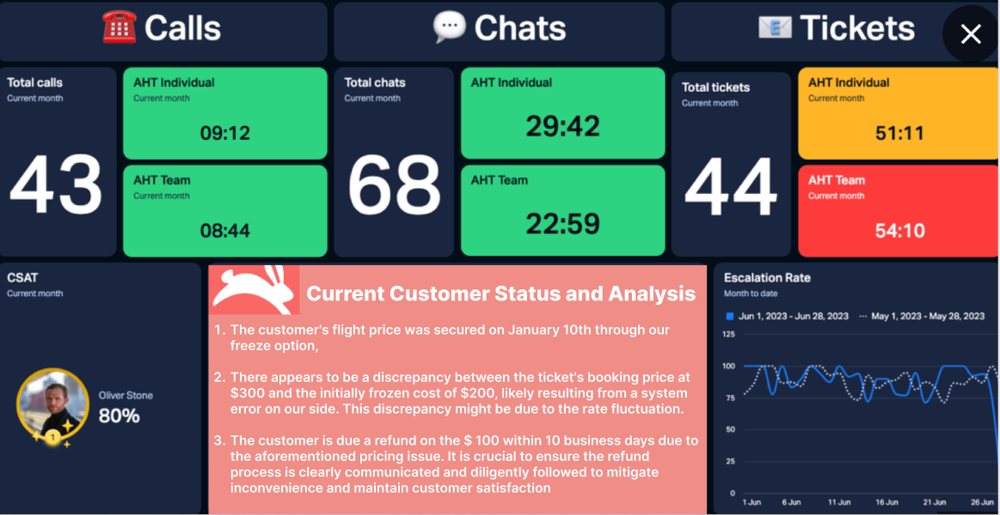 Calls
Chats
Tickets
Total calls
Current month
43
AHT Individual
Current month
09:12
AHT Team
Current month
08:44
Total chats
Current month
68
AHT Individual
29:42
AHT Team
22:59
Total tickets
Current month
44
AHT Individual
Current month
51:11
AHT Team
Current month
54:10
CSAT
Current month
Oliver Stone
80%
1
Current Customer Status and Analysis
1. The customer's flight price was secured on January 10th through our
freeze option,
2. There appears to be a discrepancy between the ticket's booking price at
$300 and the initially frozen cost of $200, likely resulting from a system
error on our side. This discrepancy might be due to the rate fluctuation.
3. The customer is due a refund on the $ 100 within 10 business days due to
the aforementioned pricing issue. It is crucial to ensure the refund
process is clearly communicated and diligently followed to mitigate
inconvenience and maintain customer satisfaction
Escalation Rate
Month to date
Jun 1, 2023 - Jun 28, 2023 ··· May 1, 2023 - May 28, 2023
125
100
75
50
25
0
1 Jun 6 Jun 11 Jun 16 Jun 21 Jun 26 Jun